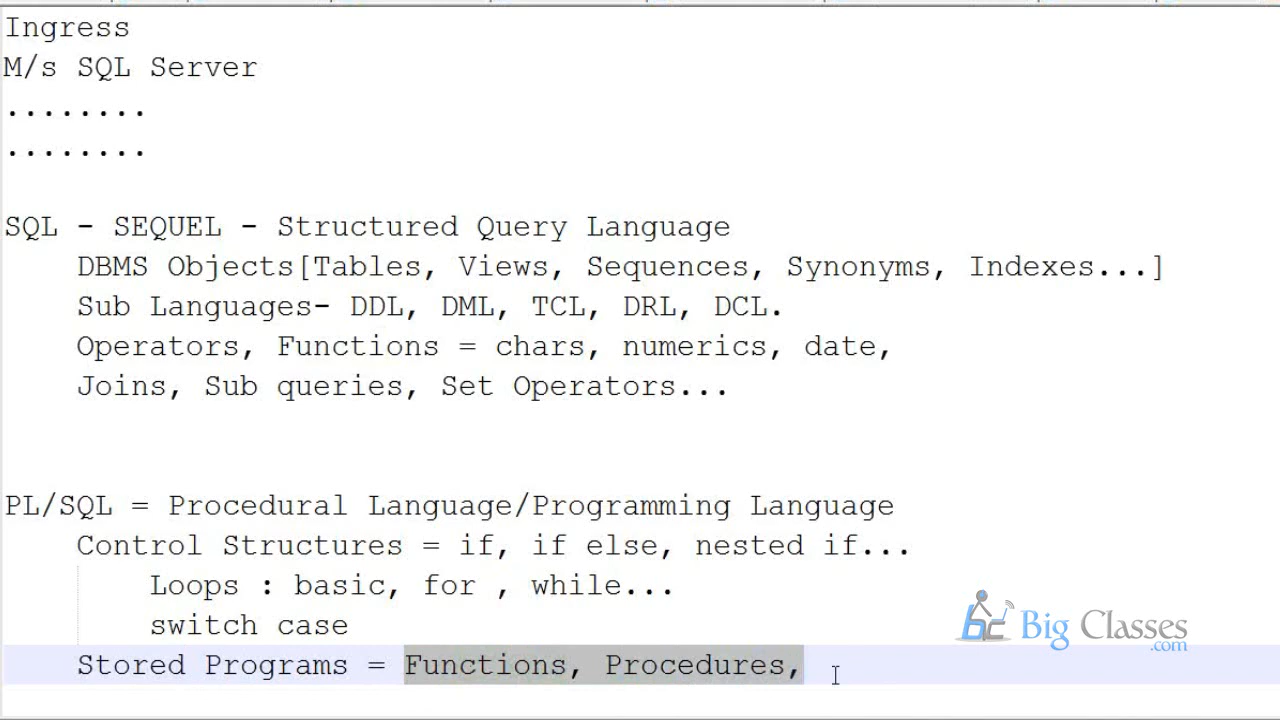 Ingress
M/s SQL Server
........
........
SQL - SEQUEL - Structured Query Language
DBMS Objects[Tables, Views, Sequences, Synonyms, Indexes...]
Sub Languages- DDL, DML, TCL, DRL, DCL.
Operators, Functions = chars, numerics, date,
Joins, Sub queries, Set Operators...
PL/SQL = Procedural Language/Programming Language
Control Structures = if, if else, nested if...
Loops : basic, for , while...
switch case
Stored Programs = Functions, Procedures,
bc Big Classes
.com